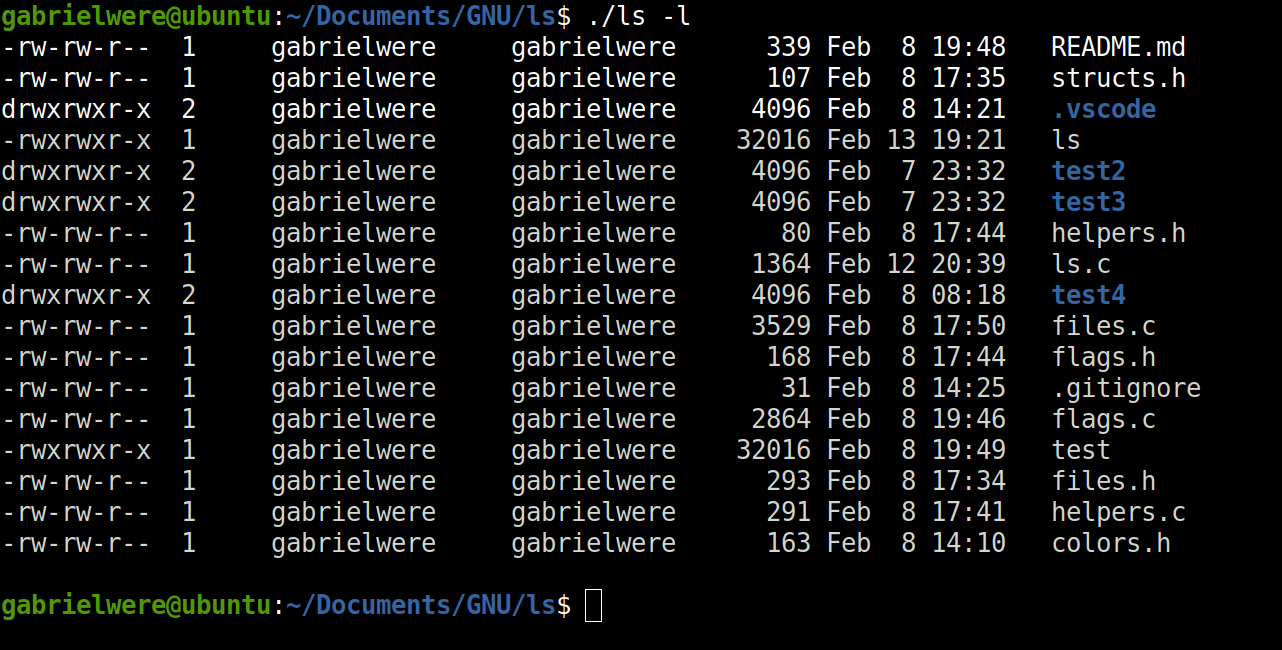 gabrielwere@ubuntu:~/Documents/GNU/ls$ ./ls -l
-rw-rw-r--  1     gabrielwere     gabrielwere      339 Feb  8 19:48   README.md
-rw-rw-r--  1     gabrielwere     gabrielwere      107 Feb  8 17:35   structs.h
drwxrwxr-x  2     gabrielwere     gabrielwere     4096 Feb  8 14:21   .vscode
-rwxrwxr-x  1     gabrielwere     gabrielwere    32016 Feb 13 19:21   ls
drwxrwxr-x  2     gabrielwere     gabrielwere     4096 Feb  7 23:32   test2
drwxrwxr-x  2     gabrielwere     gabrielwere     4096 Feb  7 23:32   test3
-rw-rw-r--  1     gabrielwere     gabrielwere       80 Feb  8 17:44   helpers.h
-rw-rw-r--  1     gabrielwere     gabrielwere     1364 Feb 12 20:39   ls.c
drwxrwxr-x  2     gabrielwere     gabrielwere     4096 Feb  8 08:18   test4
-rw-rw-r--  1     gabrielwere     gabrielwere     3529 Feb  8 17:50   files.c
-rw-rw-r--  1     gabrielwere     gabrielwere      168 Feb  8 17:44   flags.h
-rw-rw-r--  1     gabrielwere     gabrielwere       31 Feb  8 14:25   .gitignore
-rw-rw-r--  1     gabrielwere     gabrielwere     2864 Feb  8 19:46   flags.c
-rwxrwxr-x  1     gabrielwere     gabrielwere    32016 Feb  8 19:49   test
-rw-rw-r--  1     gabrielwere     gabrielwere      293 Feb  8 17:34   files.h
-rw-rw-r--  1     gabrielwere     gabrielwere      291 Feb  8 17:41   helpers.c
-rw-rw-r--  1     gabrielwere     gabrielwere      163 Feb  8 14:10   colors.h
gabrielwere@ubuntu:~/Documents/GNU/ls$